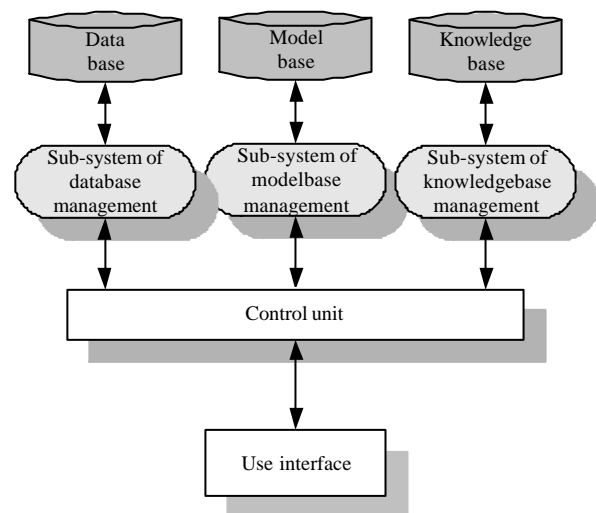 Data
base
Model
base
Knowledge
base
Sub-system of
database
management
Sub-system of
modelbase
management
Sub-system of
knowledgebase
management
Control unit
Use interface